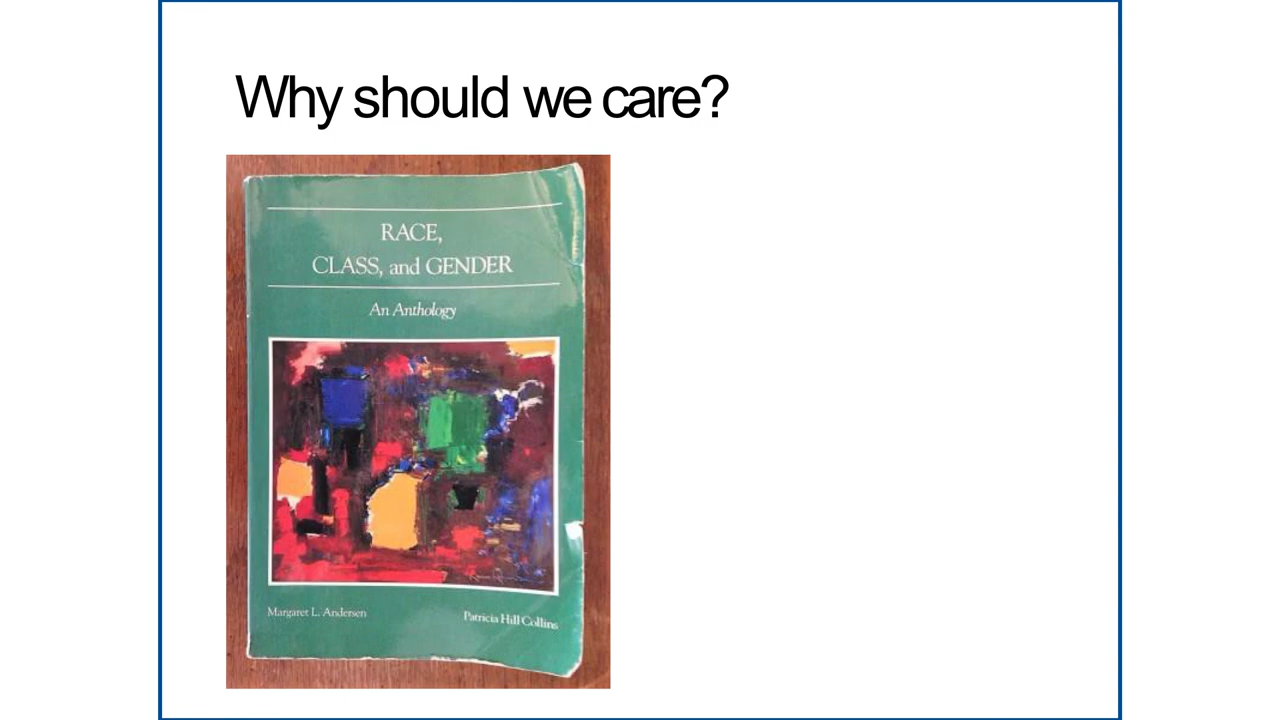 Why should we care?
RACE,
CLASS, and GENDER
An Anthology
Margaret L. Andersen
Patricia Hill Collins